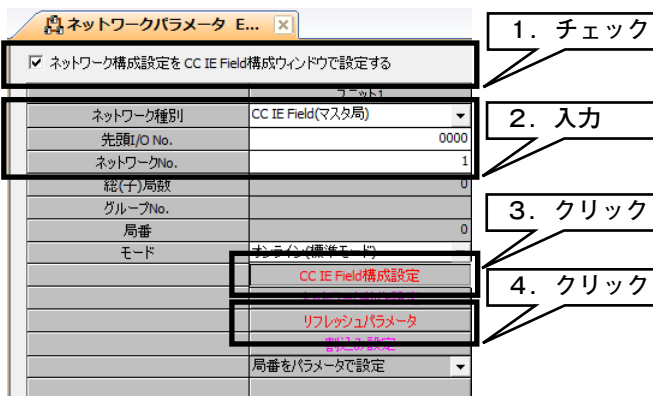 ネットワークパラメータ E...
1. チェック
ネットワーク構成設定を CC IE Field構成ウィンドウで設定する
ユニット1
2. 入力
ネットワーク種別 CC IE Field(マスタ局)
先頭I/O No. 0000
ネットワークNo. 1
総(子)局数 0
グループNo.
3. クリック
局番 0
モード オンライン(標準モード)
CC IE Field構成設定
4. クリック
リフレッシュパラメータ
割込み設定
局番をパラメータで設定